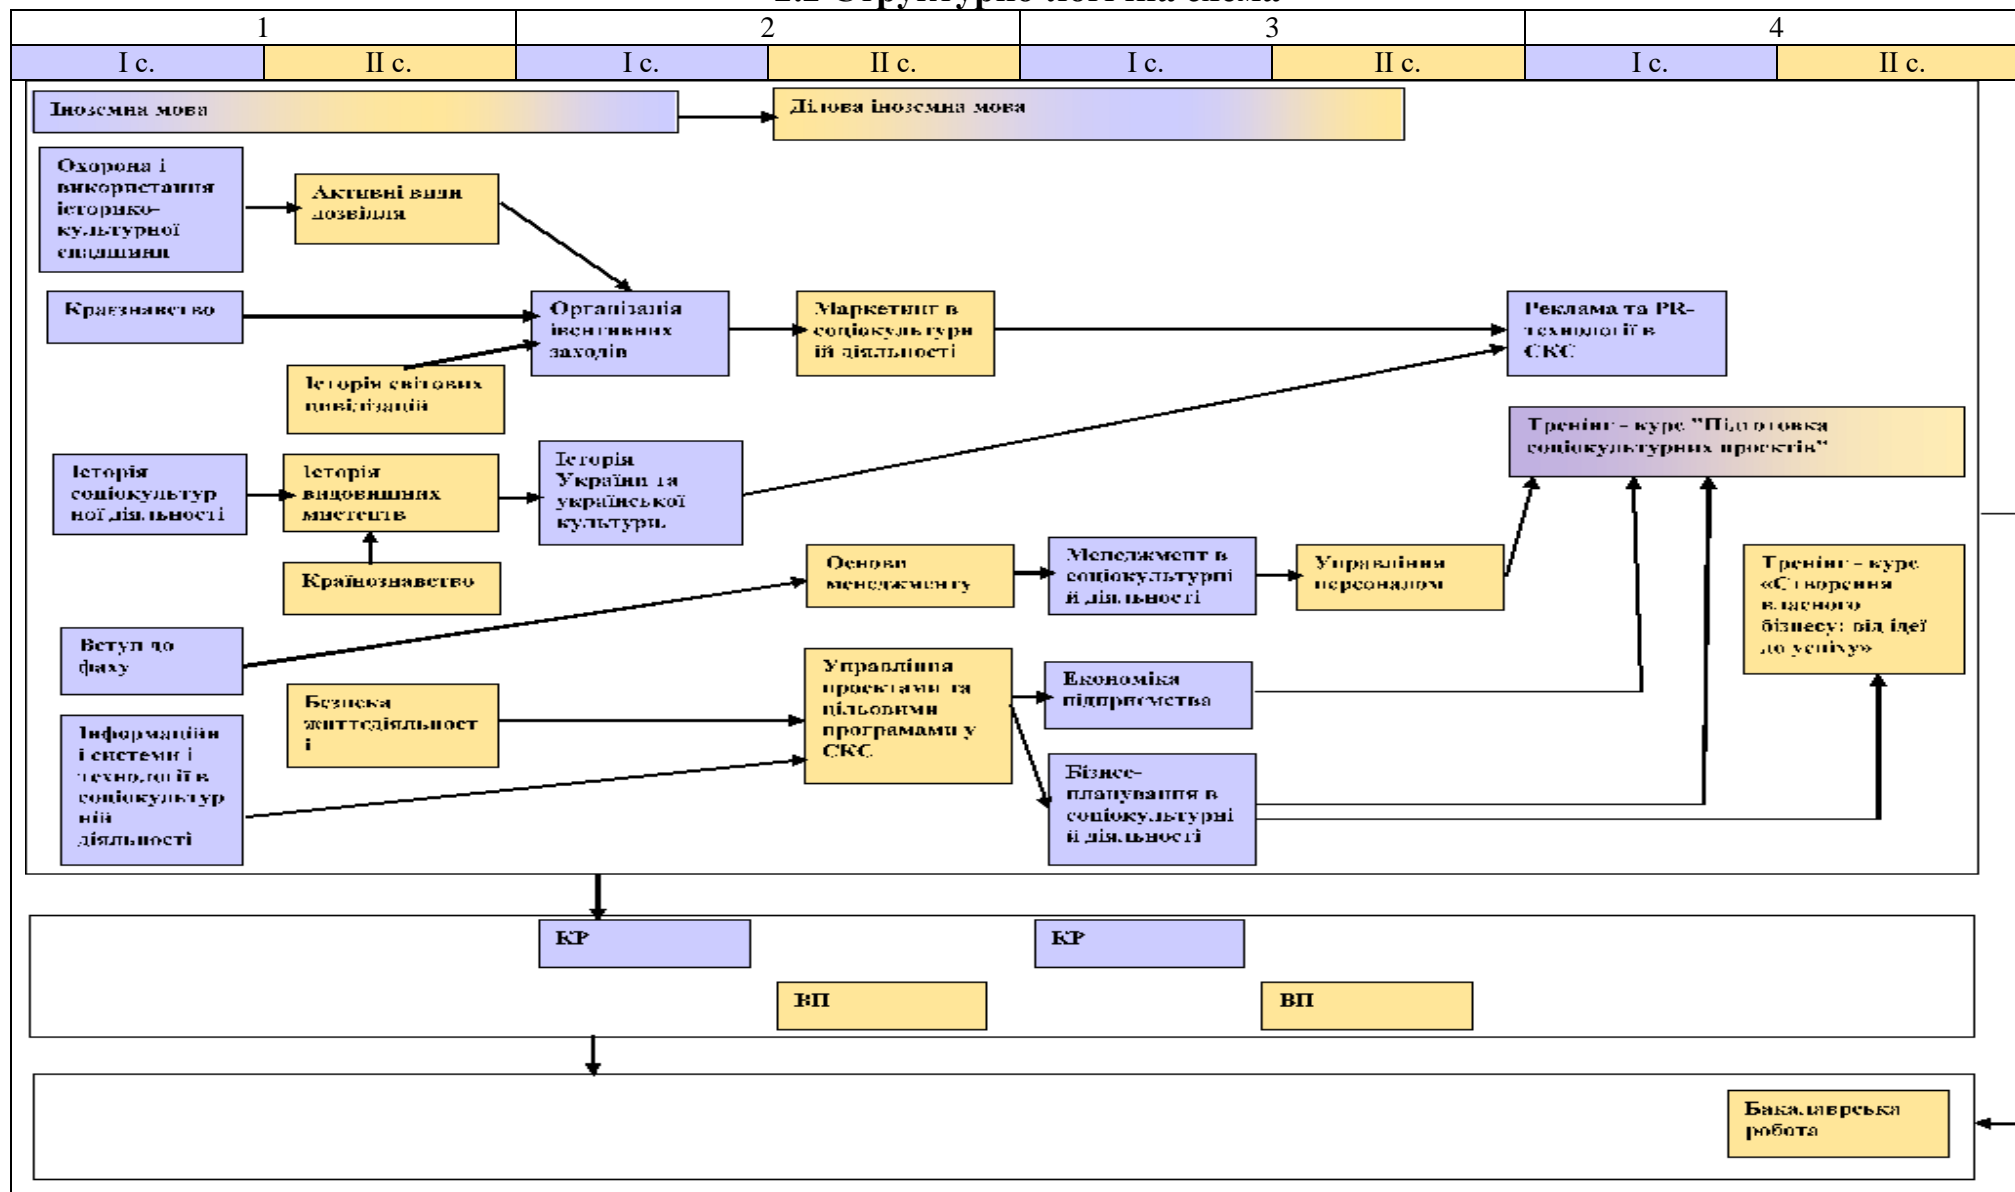 2.2 Структурно-логічна схема
1 2 3 4
І с. ІІ с. І с. ІІ с. І с. ІІ с. І с. ІІ с.
Іноземна мова
Ділова іноземна мова
Охорона і
використання
історико-
культурної
спадщини
Активні види
дозвілля
Краєзнавство
Організація
івентивних
заходів
Маркетинг в
соціокультурн
ій діяльності
Реклама та PR-
технології в
СКС
Історія світових
цивілізацій
Тренінг - курс "Підготовка
соціокультурних проєктів"
Історія
соціокультур
ної діяльності
Історія
видовищних
мистецтв
Історія
України та
української
культури.
Країнознавство
Основи
менеджменту
Менеджмент в
соціокультурні
й діяльності
Управління
персоналом
Тренінг - курс
«Створення
власного
бізнесу: від ідеї
до успіху»
Вступ до
фаху
Безпека
життєдіяльност
і
Управління
проєктами та
цільовими
програмами у
СКС
Економіка
підприємства
Інформаційн
і системи і
технології в
соціокультур
ній
діяльності
Бізнес-
планування в
соціокультурні
й діяльності
КР
КР
ВП
ВП
Бакалаврська
робота